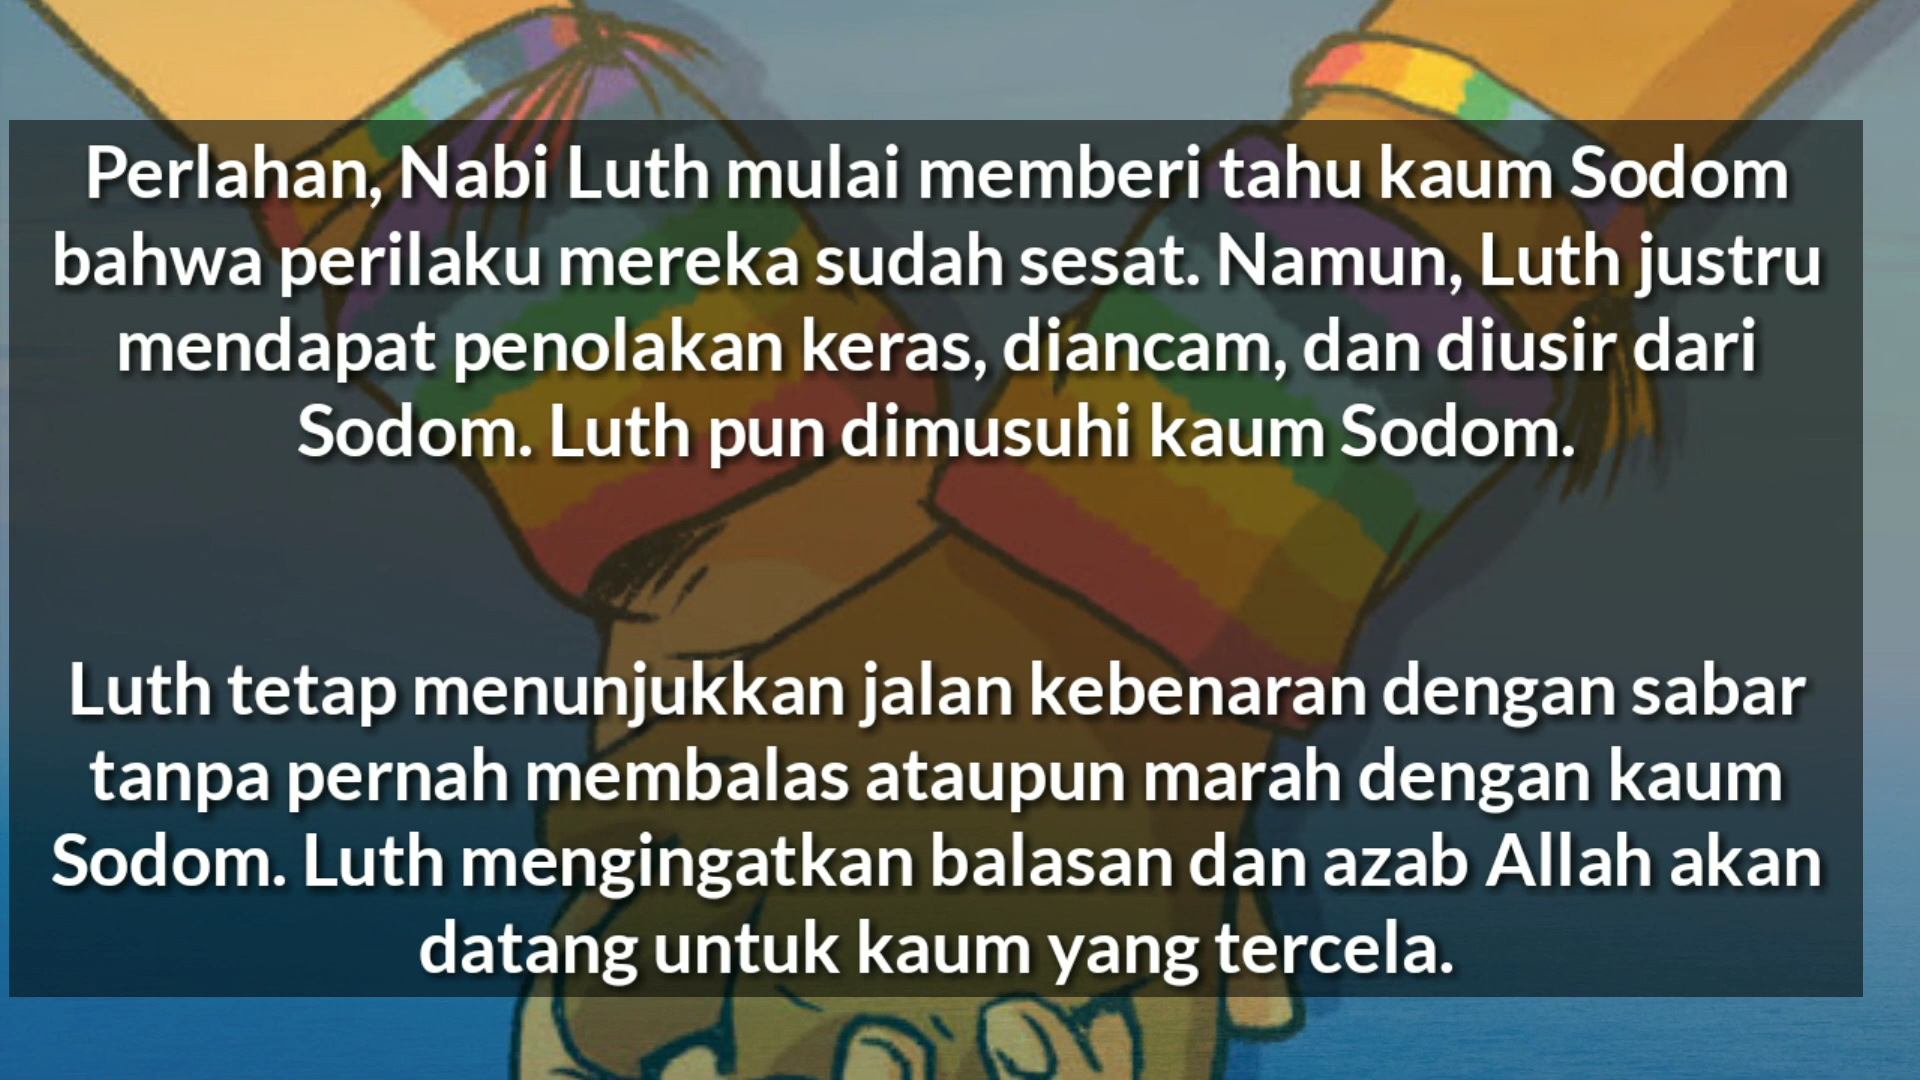 Perlahan, Nabi Luth mulai memberi tahu kaum Sodom
bahwa perilaku mereka sudah sesat. Namun, Luth justru
mendapat penolakan keras, diancam, dan diusir dari
Sodom. Luth pun dimusuhi kaum Sodom.
Luth tetap menunjukkan jalan kebenaran dengan sabar
tanpa pernah membalas ataupun marah dengan kaum
Sodom. Luth mengingatkan balasan dan azab Allah akan
datang untuk kaum yang tercela.